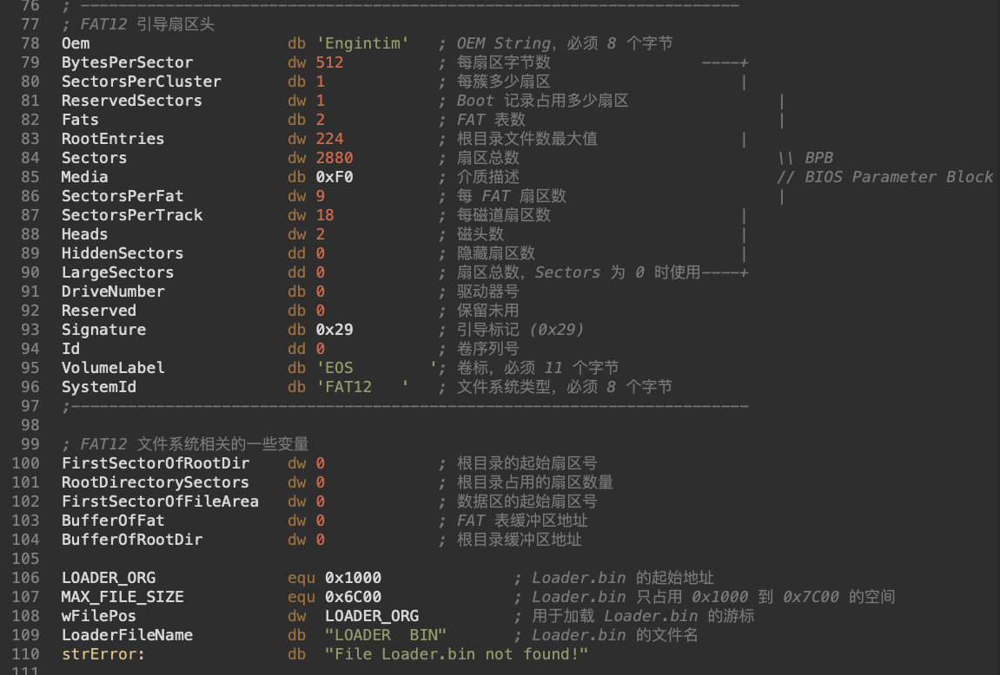 76 ; ----------------------------------------------------------------------
77 ; FAT12 引导扇区头
78 Oem db 'Engintim' ; OEM String，必须 8 个字节
79 BytesPerSector dw 512 ; 每扇区字节数 ----+
80 SectorsPerCluster db 1 ; 每簇多少扇区 |
81 ReservedSectors dw 1 ; Boot 记录占用多少扇区 |
82 Fats db 2 ; FAT 表数 |
83 RootEntries dw 224 ; 根目录文件数最大值 |
84 Sectors dw 2880 ; 扇区总数 \\ BPB
85 Media db 0xF0 ; 介质描述 // BIOS Parameter Block
86 SectorsPerFat dw 9 ; 每 FAT 扇区数 |
87 SectorsPerTrack dw 18 ; 每磁道扇区数 |
88 Heads dw 2 ; 磁头数 |
89 HiddenSectors dd 0 ; 隐藏扇区数 |
90 LargeSectors dd 0 ; 扇区总数，Sectors 为 0 时使用----+
91 DriveNumber db 0 ; 驱动器号
92 Reserved db 0 ; 保留未用
93 Signature db 0x29 ; 引导标记 (0x29)
94 Id dd 0 ; 卷序列号
95 VolumeLabel db 'EOS        '; 卷标，必须 11 个字节
96 SystemId db 'FAT12   ' ; 文件系统类型，必须 8 个字节
97 ;------------------------------------------------------------------------
98
99 ; FAT12 文件系统相关的一些变量
100 FirstSectorOfRootDir dw 0 ; 根目录的起始扇区号
101 RootDirectorySectors dw 0 ; 根目录占用的扇区数量
102 FirstSectorOfFileArea dw 0 ; 数据区的起始扇区号
103 BufferOfFat dw 0 ; FAT 表缓冲区地址
104 BufferOfRootDir dw 0 ; 根目录缓冲区地址
105
106 LOADER_ORG equ 0x1000 ; Loader.bin 的起始地址
107 MAX_FILE_SIZE equ 0x6C00 ; Loader.bin 只占用 0x1000 到 0x7C00 的空间
108 wFilePos dw LOADER_ORG ; 用于加载 Loader.bin 的游标
109 LoaderFileName db "LOADER  BIN" ; Loader.bin 的文件名
110 strError: db "File Loader.bin not found!"
111